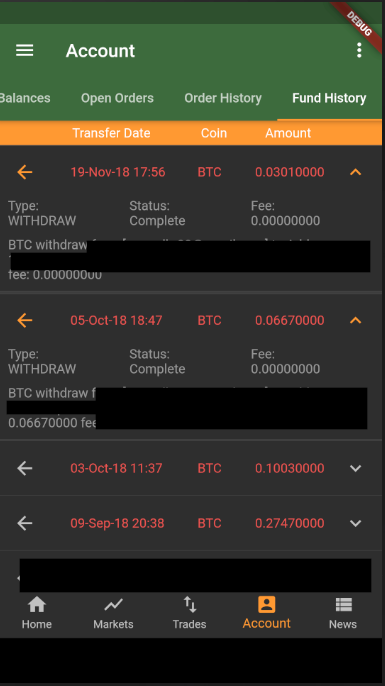 DEBUG
Account
Balances Open Orders Order History Fund History
Transfer Date Coin Amount
19-Nov-18 17:56 BTC 0.03010000
Type: Status: Fee:
WITHDRAW Complete 0.00000000
BTC withdraw
fee: 0.00000000
05-Oct-18 18:47 BTC 0.06670000
Type: Status: Fee:
WITHDRAW Complete 0.00000000
BTC withdraw f
0.06670000 fee
03-Oct-18 11:37 BTC 0.10030000
09-Sep-18 20:38 BTC 0.27470000
Home Markets Trades Account News